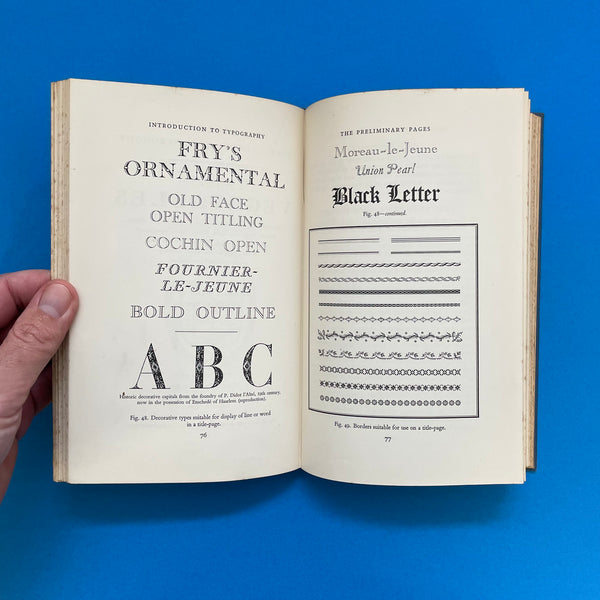 INTRODUCTION TO TYPOGRAPHY
FRY'S
ORNAMENTAL
OLD FACE
OPEN TITLING
COCHIN OPEN
FOURNIER-
LE-JEUNE
BOLD OUTLINE
A B C
Historic decorative capitals from the foundry of P. Didot l'Aîné, 19th century,
now in the possession of Enschedé of Haarlem (reproduction).
Fig. 48. Decorative types suitable for display of line or word
in a title-page.
76
THE PRELIMINARY PAGES
Moreau-le-Jeune
Union Pearl
Black Letter
Fig. 48—continued.
Fig. 49. Borders suitable for use on a title-page.
77